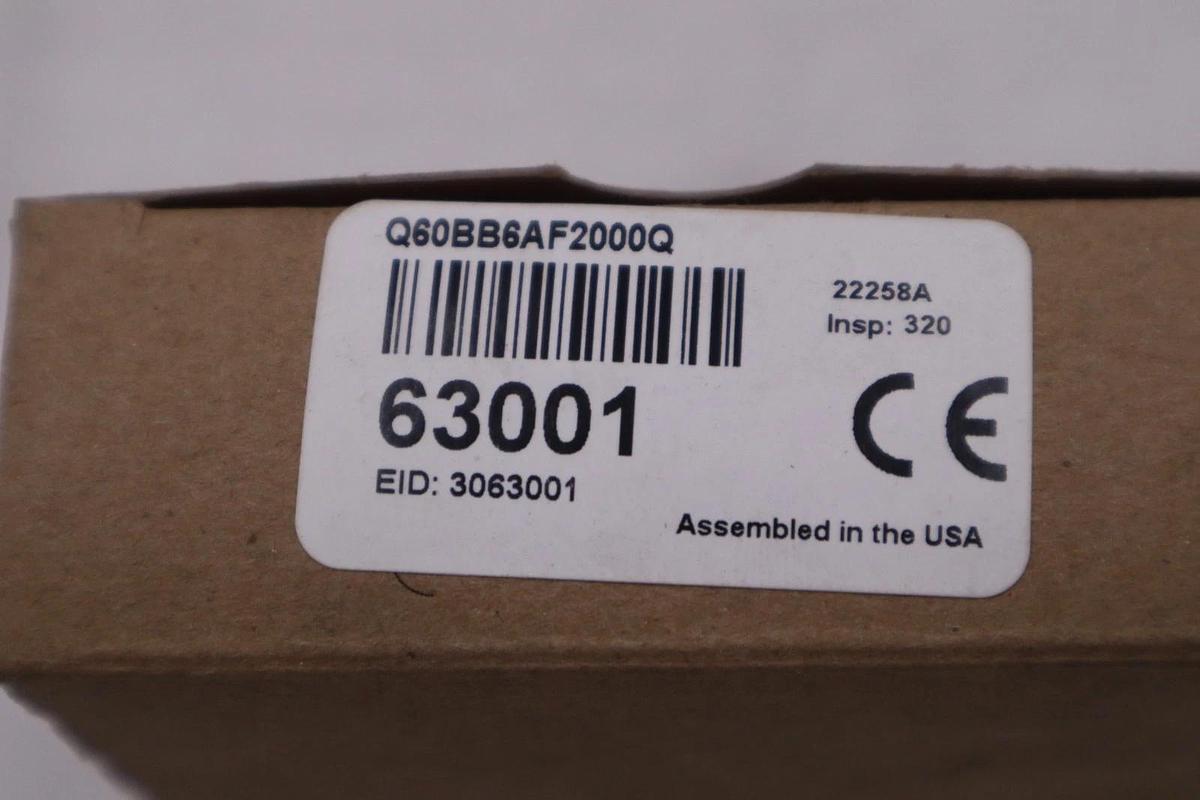 Q60BB6AF2000Q
22258A
Insp: 320
63001
CE
EID: 3063001
Assembled in the USA